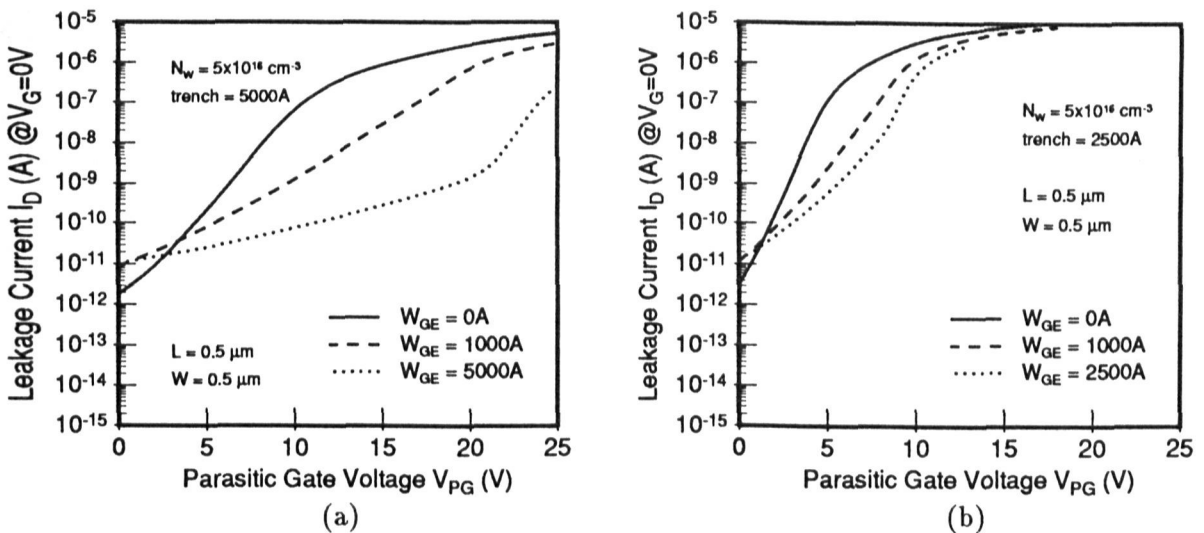 Leakage Current I_D (A) @V_G=0V
10⁻⁵
10⁻⁶
10⁻⁷
10⁻⁸
10⁻⁹
10⁻¹⁰
10⁻¹¹
10⁻¹²
10⁻¹³
10⁻¹⁴
10⁻¹⁵
N_w = 5x10¹⁶ cm⁻³
trench = 5000A
W_GE = 0A
W_GE = 1000A
W_GE = 5000A
L = 0.5 µm
W = 0.5 µm
0 5 10 15 20 25
Parasitic Gate Voltage V_PG (V)
(a)
Leakage Current I_D (A) @V_G=0V
10⁻⁵
10⁻⁶
10⁻⁷
10⁻⁸
10⁻⁹
10⁻¹⁰
10⁻¹¹
10⁻¹²
10⁻¹³
10⁻¹⁴
10⁻¹⁵
N_w = 5x10¹⁶ cm⁻³
trench = 2500A
L = 0.5 µm
W = 0.5 µm
W_GE = 0A
W_GE = 1000A
W_GE = 2500A
0 5 10 15 20 25
Parasitic Gate Voltage V_PG (V)
(b)